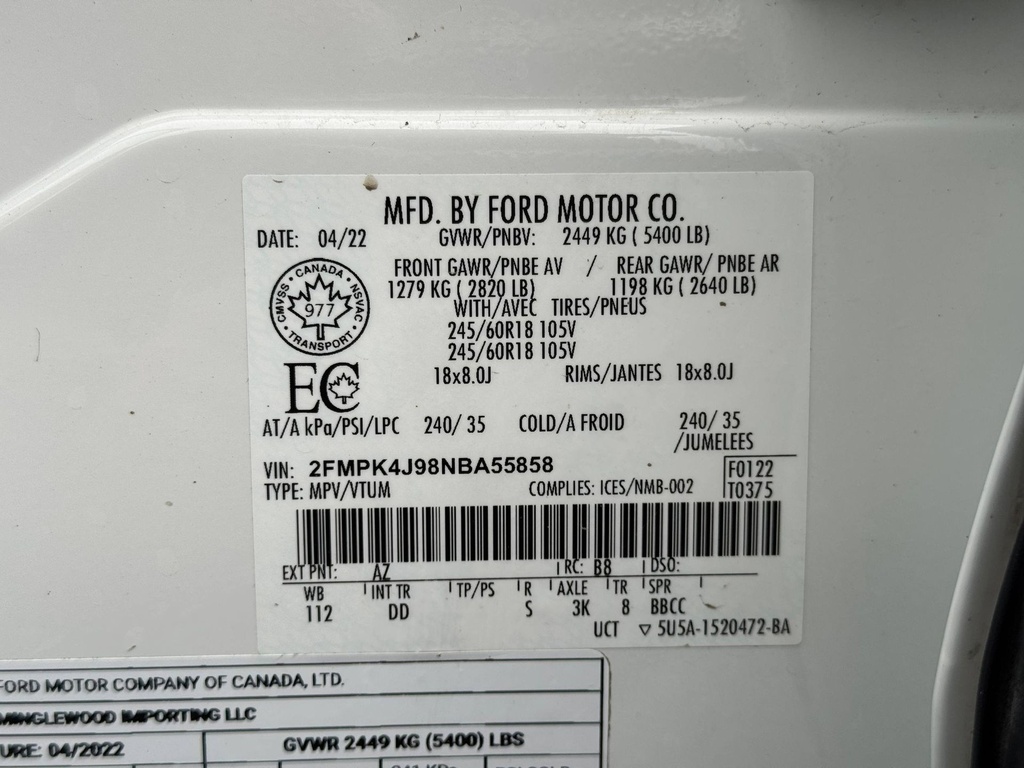 MFD. BY FORD MOTOR CO.
DATE: 04/22 GVWR/PNBV: 2449 KG ( 5400 LB)
FRONT GAWR/PNBE AV / REAR GAWR/ PNBE AR
1279 KG ( 2820 LB) 1198 KG ( 2640 LB)
WITH/AVEC TIRES/PNEUS
245/60R18 105V
245/60R18 105V
18x8.0J RIMS/JANTES 18x8.0J
CANADA
CMVSS NSVAC
977
TRANSPORT
EC
AT/A kPa/PSI/LPC 240/ 35 COLD/A FROID 240/ 35
/JUMELEES
VIN: 2FMPK4J98NBA55858 F0122
TYPE: MPV/VTUM COMPLIES: ICES/NMB-002 T0375
EXT PNT: AZ RC: B8 DSO:
WB INT TR TP/PS R AXLE TR SPR
112 DD S 3K 8 BBCC
UCT ▽ 5U5A-1520472-BA
FORD MOTOR COMPANY OF CANADA, LTD.
MINGLEWOOD IMPORTING LLC
URE: 04/2022 GVWR 2449 KG (5400) LBS